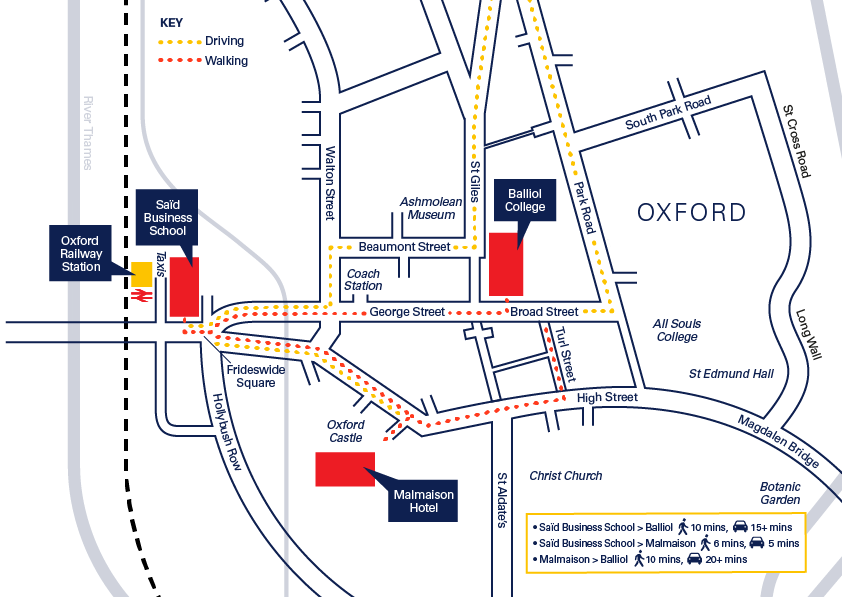 KEY
Driving
Walking
River Thames
South Park Road
St Cross Road
Walton Street
St Giles
Park Road
OXFORD
Balliol
College
Ashmolean
Museum
Saïd
Business
School
Oxford
Railway
Station
Taxis
Beaumont Street
Coach
Station
George Street
Broad Street
Long Wall
All Souls
College
Turl Street
Frideswide
Square
St Edmund Hall
High Street
Hollybush Row
Magdalen Bridge
Oxford
Castle
Christ Church
St Aldate's
Botanic
Garden
Malmaison
Hotel
• Saïd Business School > Balliol 10 mins, 15+ mins
• Saïd Business School > Malmaison 6 mins, 5 mins
• Malmaison > Balliol 10 mins, 20+ mins